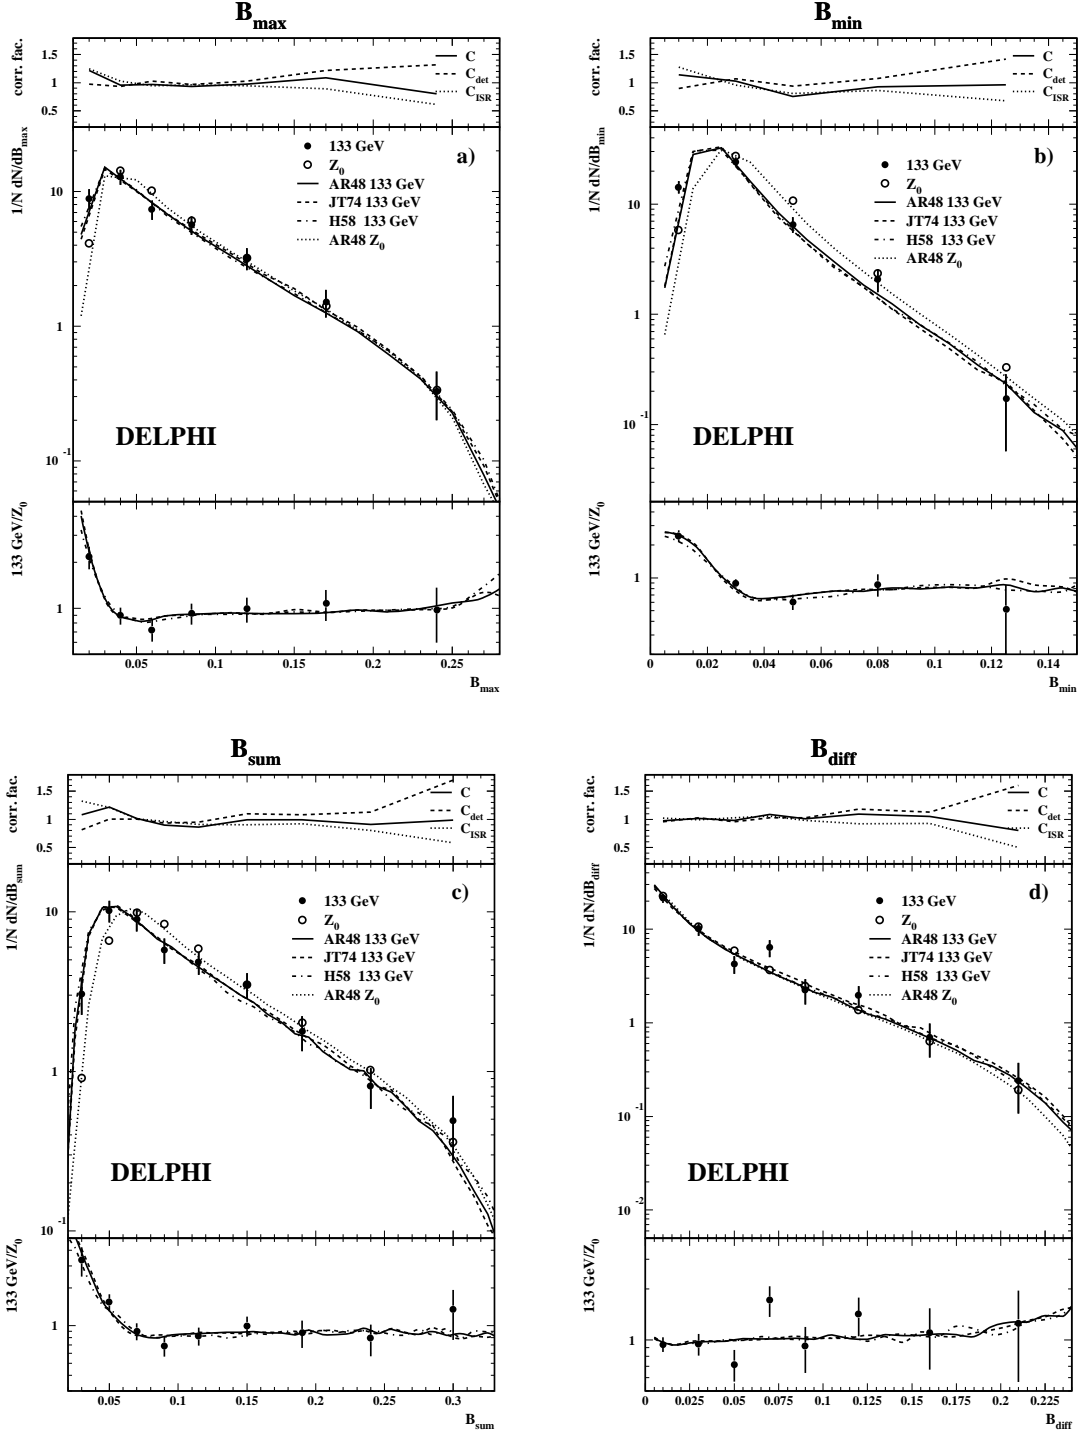 B_max
corr. fac.
1.5
1
0.5
C
C_det
C_ISR
1/N dN/dB_max
10
1
10^-1
a)
133 GeV
Z_0
AR48 133 GeV
JT74 133 GeV
H58 133 GeV
AR48 Z_0
DELPHI
133 GeV/Z_0
1
0.05
0.1
0.15
0.2
0.25
B_max
B_min
corr. fac.
1.5
1
0.5
C
C_det
C_ISR
1/N dN/dB_min
10
1
10^-1
b)
133 GeV
Z_0
AR48 133 GeV
JT74 133 GeV
H58 133 GeV
AR48 Z_0
DELPHI
133 GeV/Z_0
1
0
0.02
0.04
0.06
0.08
0.1
0.12
0.14
B_min
B_sum
corr. fac.
1.5
1
0.5
C
C_det
C_ISR
1/N dN/dB_sum
10
1
10^-1
c)
133 GeV
Z_0
AR48 133 GeV
JT74 133 GeV
H58 133 GeV
AR48 Z_0
DELPHI
133 GeV/Z_0
1
0.05
0.1
0.15
0.2
0.25
0.3
B_sum
B_diff
corr. fac.
1.5
1
0.5
C
C_det
C_ISR
1/N dN/dB_diff
10
1
10^-1
10^-2
d)
133 GeV
Z_0
AR48 133 GeV
JT74 133 GeV
H58 133 GeV
AR48 Z_0
DELPHI
133 GeV/Z_0
1
0
0.025
0.05
0.075
0.1
0.125
0.15
0.175
0.2
0.225
B_diff